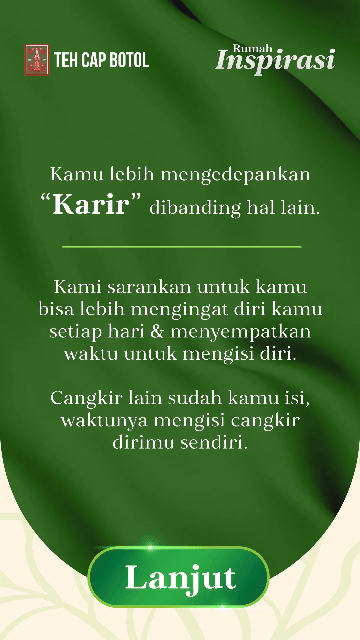 TEH CAP BOTOL
Rumah
Inspirasi
Kamu lebih mengedepankan
“Karir” dibanding hal lain.
Kami sarankan untuk kamu
bisa lebih mengingat diri kamu
setiap hari & menyempatkan
waktu untuk mengisi diri.
Cangkir lain sudah kamu isi,
waktunya mengisi cangkir
dirimu sendiri.
Lanjut